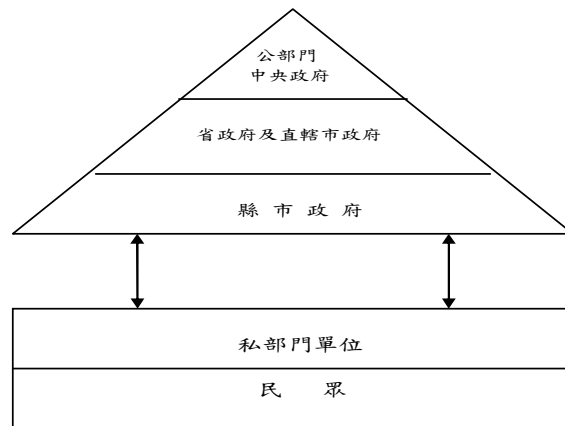 公部門
中央政府
省政府及直轄市政府
縣 市 政 府
私部門單位
民 眾